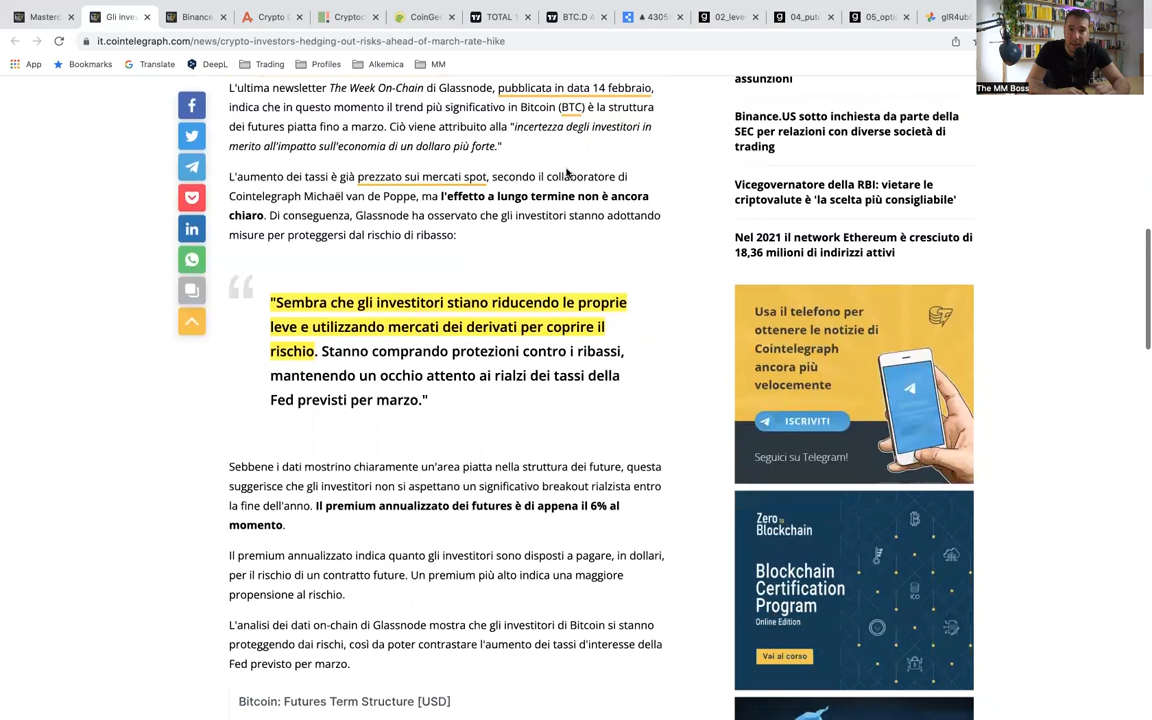 Masterc
Gli inves
Binance
Crypto L
Cryptoc
CoinGec
TOTAL 1
BTC.D 4
4305
02_leve
04_puto
05_optio
gIR4ub
it.cointelegraph.com/news/crypto-investors-hedging-out-risks-ahead-of-march-rate-hike
App
Bookmarks
Translate
DeepL
Trading
Profiles
Alkemica
MM
The MM Boss
L'ultima newsletter The Week On-Chain di Glassnode, pubblicata in data 14 febbraio,
indica che in questo momento il trend più significativo in Bitcoin (BTC) è la struttura
dei futures piatta fino a marzo. Ciò viene attribuito alla "incertezza degli investitori in
merito all'impatto sull'economia di un dollaro più forte."
L'aumento dei tassi è già prezzato sui mercati spot, secondo il collaboratore di
Cointelegraph Michaël van de Poppe, ma l'effetto a lungo termine non è ancora
chiaro. Di conseguenza, Glassnode ha osservato che gli investitori stanno adottando
misure per proteggersi dal rischio di ribasso:
"Sembra che gli investitori stiano riducendo le proprie
leve e utilizzando mercati dei derivati per coprire il
rischio. Stanno comprando protezioni contro i ribassi,
mantenendo un occhio attento ai rialzi dei tassi della
Fed previsti per marzo."
Sebbene i dati mostrino chiaramente un'area piatta nella struttura dei future, questa
suggerisce che gli investitori non si aspettano un significativo breakout rialzista entro
la fine dell'anno. Il premium annualizzato dei futures è di appena il 6% al
momento.
Il premium annualizzato indica quanto gli investitori sono disposti a pagare, in dollari,
per il rischio di un contratto future. Un premium più alto indica una maggiore
propensione al rischio.
L'analisi dei dati on-chain di Glassnode mostra che gli investitori di Bitcoin si stanno
proteggendo dai rischi, così da poter contrastare l'aumento dei tassi d'interesse della
Fed previsto per marzo.
Bitcoin: Futures Term Structure [USD]
assunzioni
Binance.US sotto inchiesta da parte della
SEC per relazioni con diverse società di
trading
Vicegovernatore della RBI: vietare le
criptovalute è 'la scelta più consigliabile'
Nel 2021 il network Ethereum è cresciuto di
18,36 milioni di indirizzi attivi
Usa il telefono per
ottenere le notizie di
Cointelegraph
ancora più
velocemente
ISCRIVITI
Seguici su Telegram!
Zero to
Blockchain
Blockchain
Certification
Program
Online Edition
Vai al corso
ICO